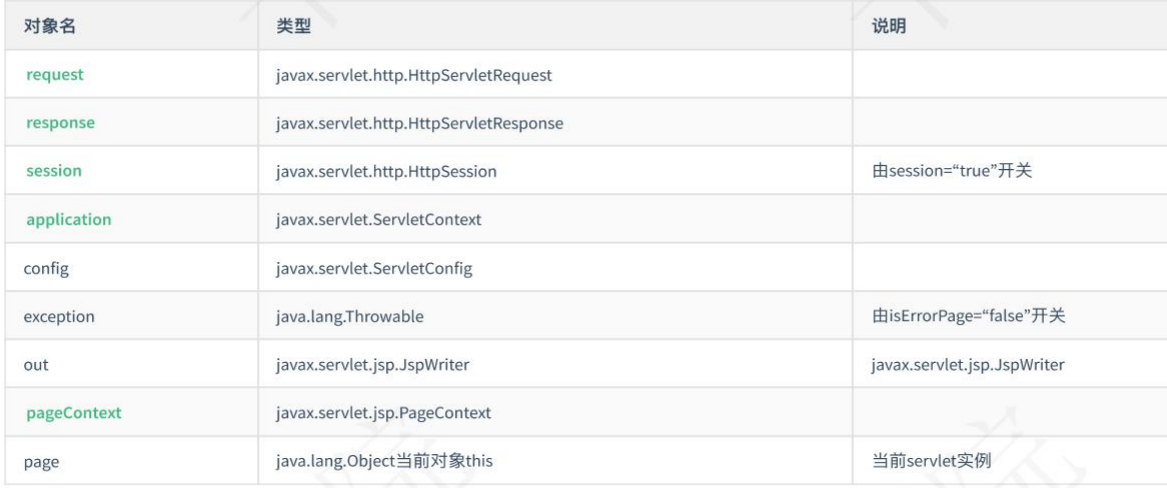 对象名 类型 说明
request javax.servlet.http.HttpServletRequest
response javax.servlet.http.HttpServletResponse
session javax.servlet.http.HttpSession 由session=“true”开关
application javax.servlet.ServletContext
config javax.servlet.ServletConfig
exception java.lang.Throwable 由isErrorPage=“false”开关
out javax.servlet.jsp.JspWriter javax.servlet.jsp.JspWriter
pageContext javax.servlet.jsp.PageContext
page java.lang.Object当前对象this 当前servlet实例